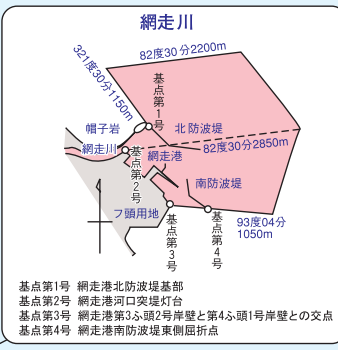 網走川
82度30分2200m
321度30分1150m
基点第1号
帽子岩
北防波堤
網走川
網走港
82度30分2850m
基点第2号
南防波堤
フ頭用地
基点第3号
基点第4号
93度04分
1050m
基点第1号 網走港北防波堤基部
基点第2号 網走港河口突堤灯台
基点第3号 網走港第3ふ頭2号岸壁と第4ふ頭1号岸壁との交点
基点第4号 網走港南防波堤東側屈折点